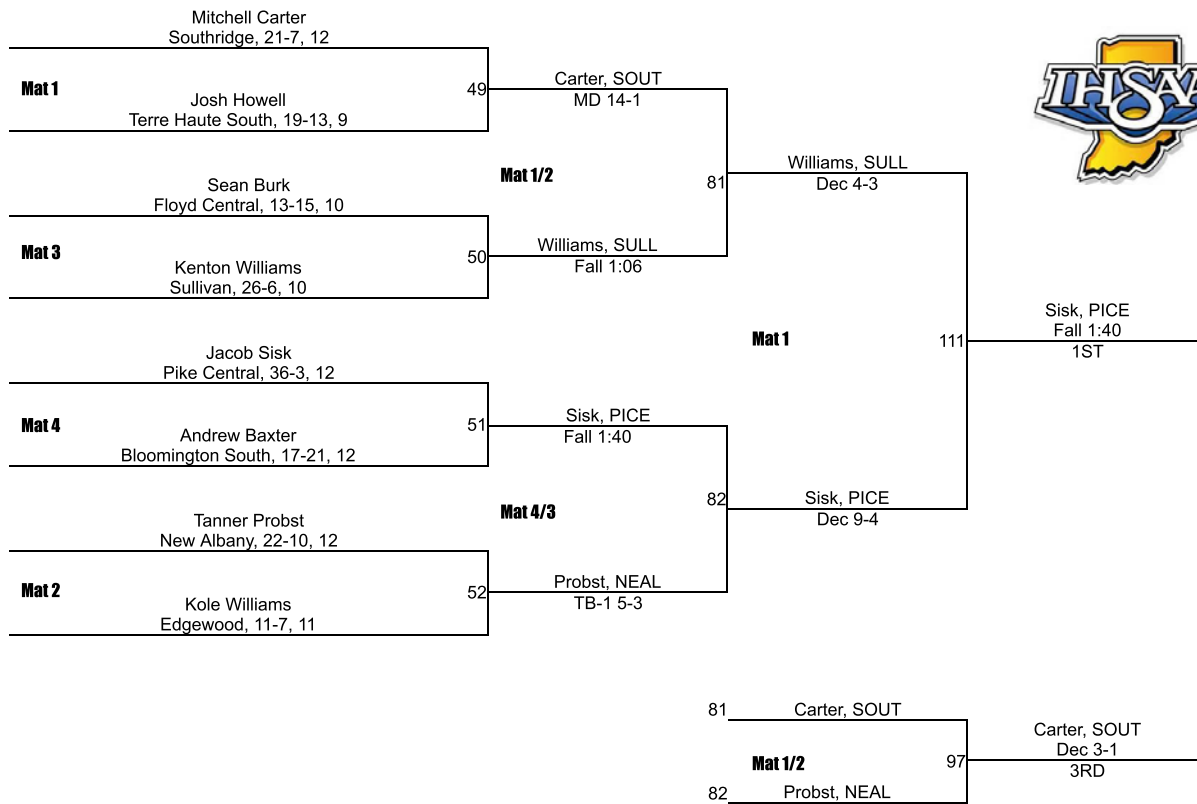 Mitchell Carter
Southridge, 21-7, 12
Mat 1
Josh Howell
Terre Haute South, 19-13, 9
49
Carter, SOUT
MD 14-1
Sean Burk
Floyd Central, 13-15, 10
Mat 3
Kenton Williams
Sullivan, 26-6, 10
50
Williams, SULL
Fall 1:06
Mat 1/2
81
Williams, SULL
Dec 4-3
Jacob Sisk
Pike Central, 36-3, 12
Mat 4
Andrew Baxter
Bloomington South, 17-21, 12
51
Sisk, PICE
Fall 1:40
Tanner Probst
New Albany, 22-10, 12
Mat 2
Kole Williams
Edgewood, 11-7, 11
52
Probst, NEAL
TB-1 5-3
Mat 4/3
82
Sisk, PICE
Dec 9-4
Mat 1
111
Sisk, PICE
Fall 1:40
1ST
IHSAA
81
Carter, SOUT
Mat 1/2
82
Probst, NEAL
97
Carter, SOUT
Dec 3-1
3RD